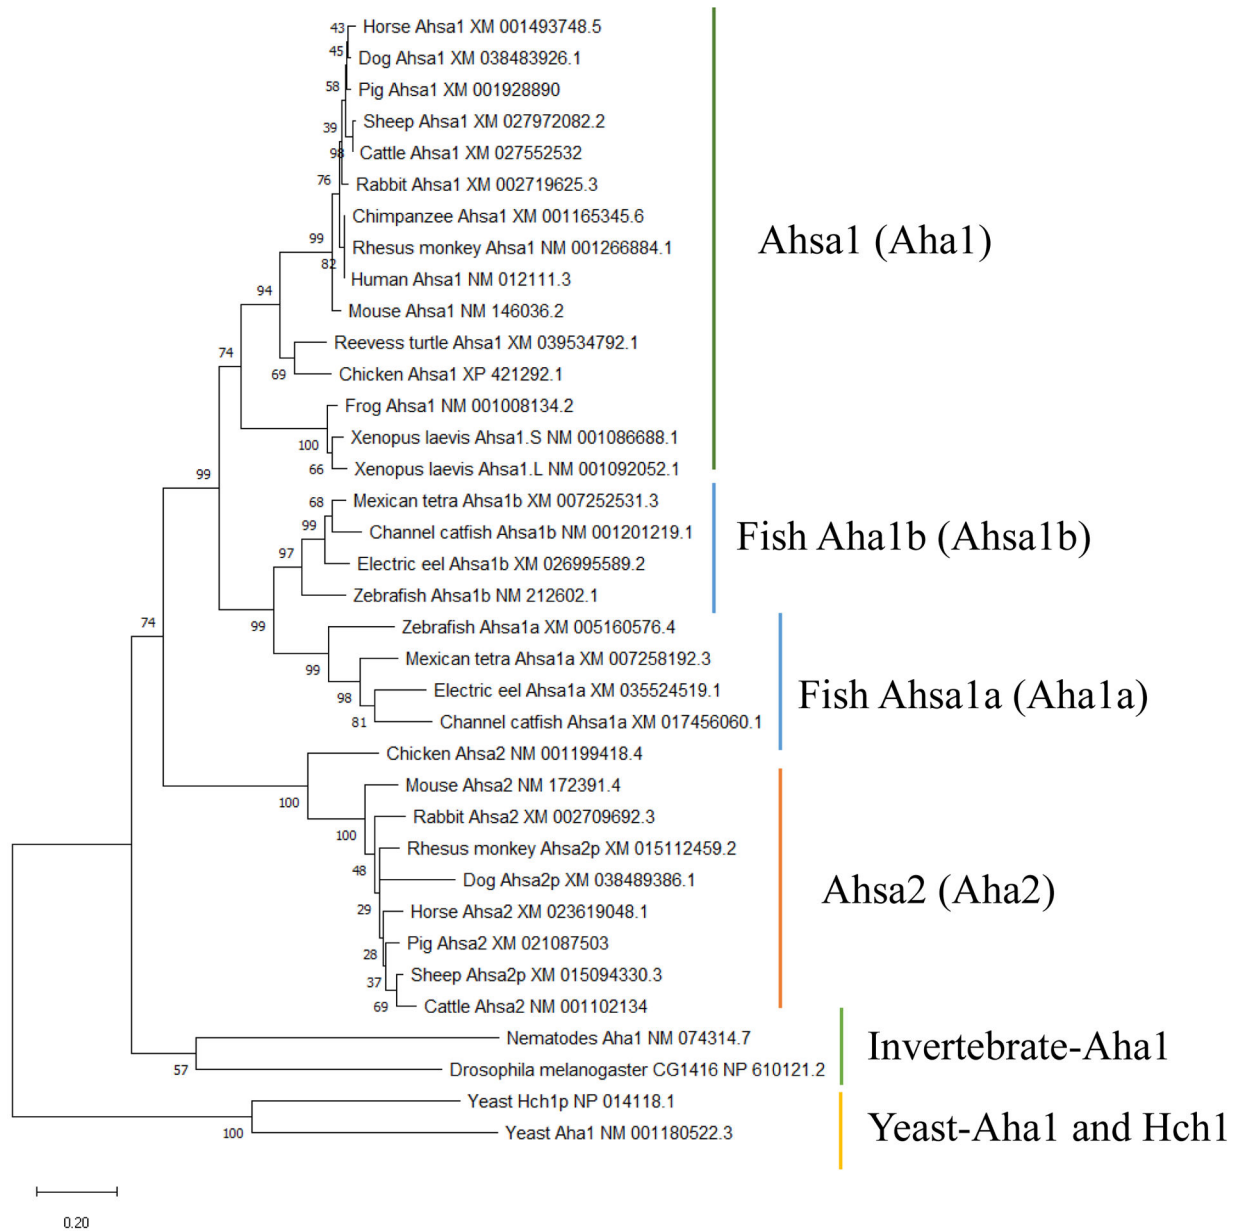 43
Horse Ahsa1 XM 001493748.5
45
Dog Ahsa1 XM 038483926.1
58
Pig Ahsa1 XM 001928890
39
Sheep Ahsa1 XM 027972082.2
98
Cattle Ahsa1 XM 027552532
76
Rabbit Ahsa1 XM 002719625.3
Chimpanzee Ahsa1 XM 001165345.6
99
Rhesus monkey Ahsa1 NM 001266884.1
82
Human Ahsa1 NM 012111.3
Ahsa1 (Aha1)
94
Mouse Ahsa1 NM 146036.2
Reevess turtle Ahsa1 XM 039534792.1
74
69
Chicken Ahsa1 XP 421292.1
Frog Ahsa1 NM 001008134.2
100
Xenopus laevis Ahsa1.S NM 001086688.1
66
Xenopus laevis Ahsa1.L NM 001092052.1
99
68
Mexican tetra Ahsa1b XM 007252531.3
99
Channel catfish Ahsa1b NM 001201219.1
Fish Aha1b (Ahsa1b)
97
Electric eel Ahsa1b XM 026995589.2
Zebrafish Ahsa1b NM 212602.1
74
99
Zebrafish Ahsa1a XM 005160576.4
99
Mexican tetra Ahsa1a XM 007258192.3
98
Electric eel Ahsa1a XM 035524519.1
Fish Ahsa1a (Aha1a)
81
Channel catfish Ahsa1a XM 017456060.1
Chicken Ahsa2 NM 001199418.4
100
Mouse Ahsa2 NM 172391.4
Rabbit Ahsa2 XM 002709692.3
100
Rhesus monkey Ahsa2p XM 015112459.2
48
Dog Ahsa2p XM 038489386.1
Ahsa2 (Aha2)
29
Horse Ahsa2 XM 023619048.1
28
Pig Ahsa2 XM 021087503
37
Sheep Ahsa2p XM 015094330.3
69
Cattle Ahsa2 NM 001102134
Nematodes Aha1 NM 074314.7
Invertebrate-Aha1
57
Drosophila melanogaster CG1416 NP 610121.2
Yeast Hch1p NP 014118.1
Yeast-Aha1 and Hch1
100
Yeast Aha1 NM 001180522.3
0.20